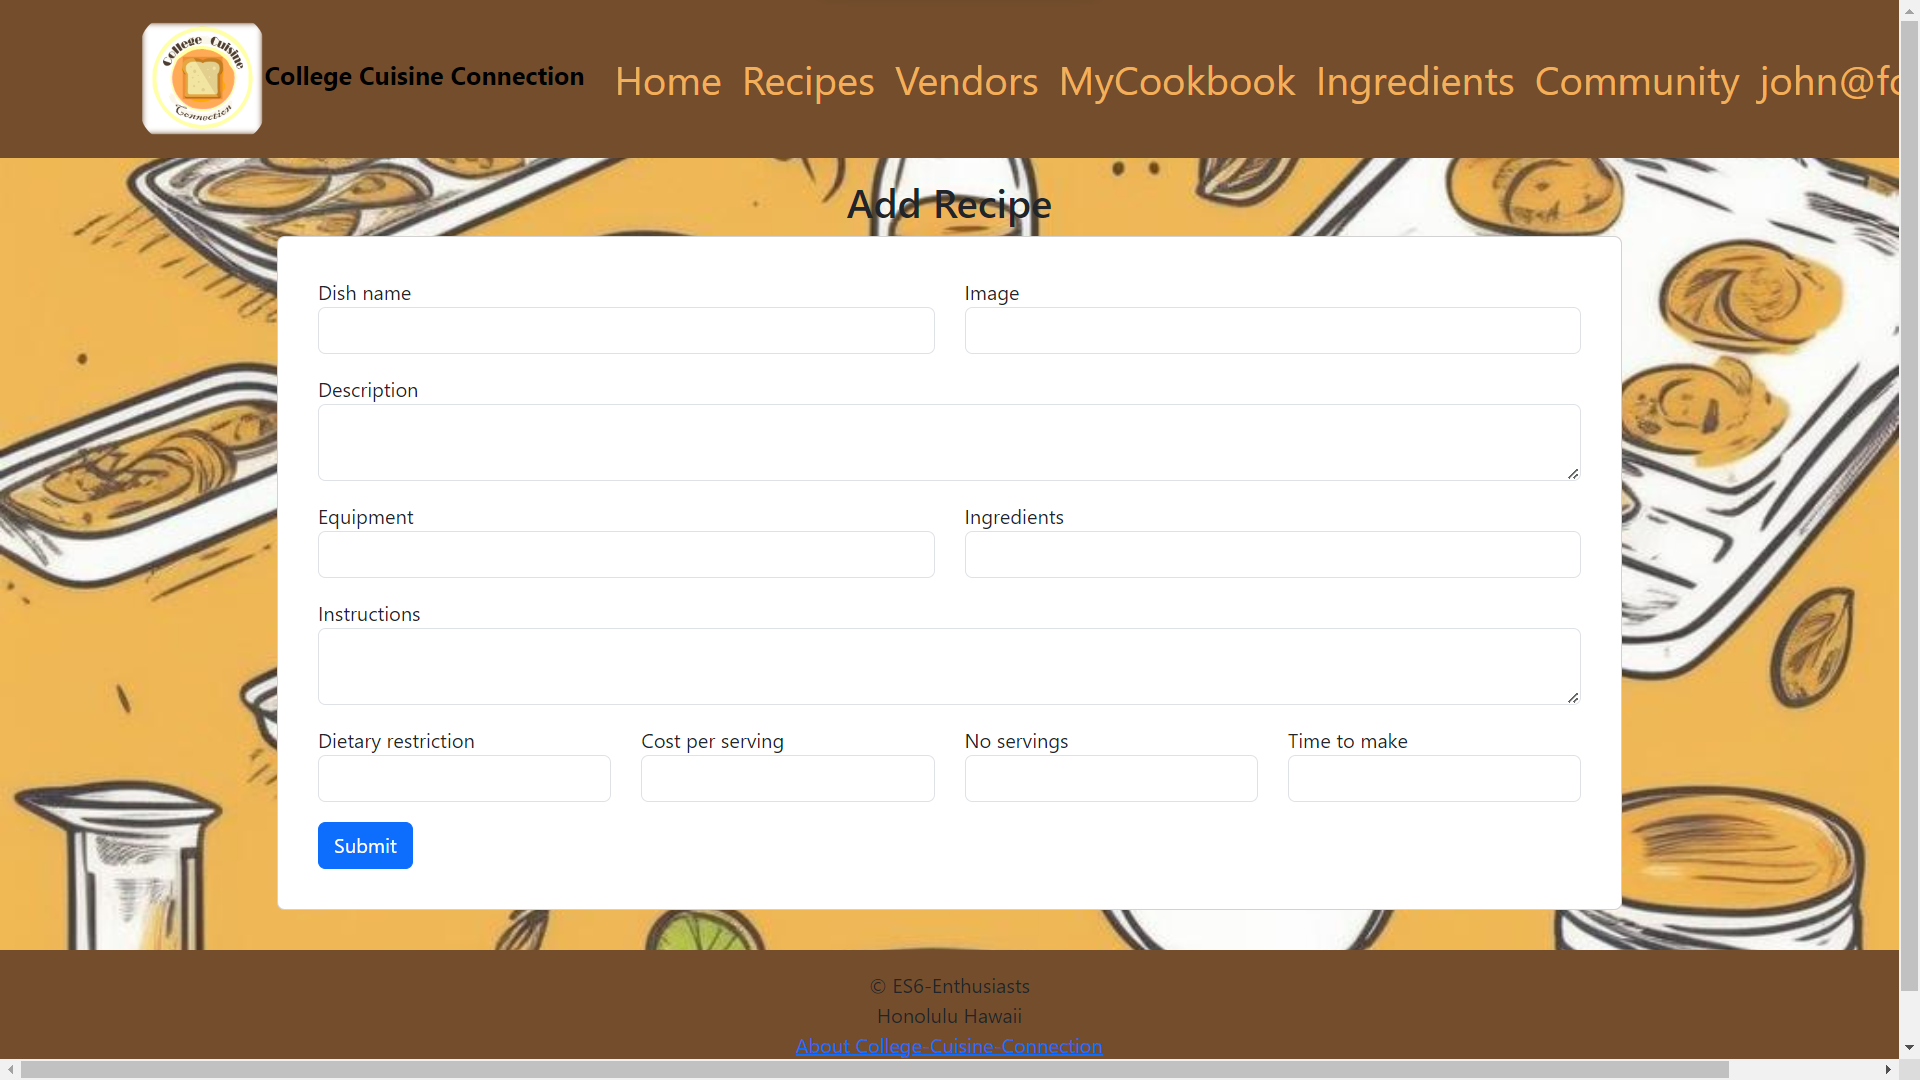 College Cuisine
Connection
College Cuisine Connection
Home Recipes Vendors MyCookbook Ingredients Community john@fo
Add Recipe
Dish name Image
Description
Equipment Ingredients
Instructions
Dietary restriction Cost per serving No servings Time to make
Submit
© ES6-Enthusiasts
Honolulu Hawaii
About College-Cuisine-Connection